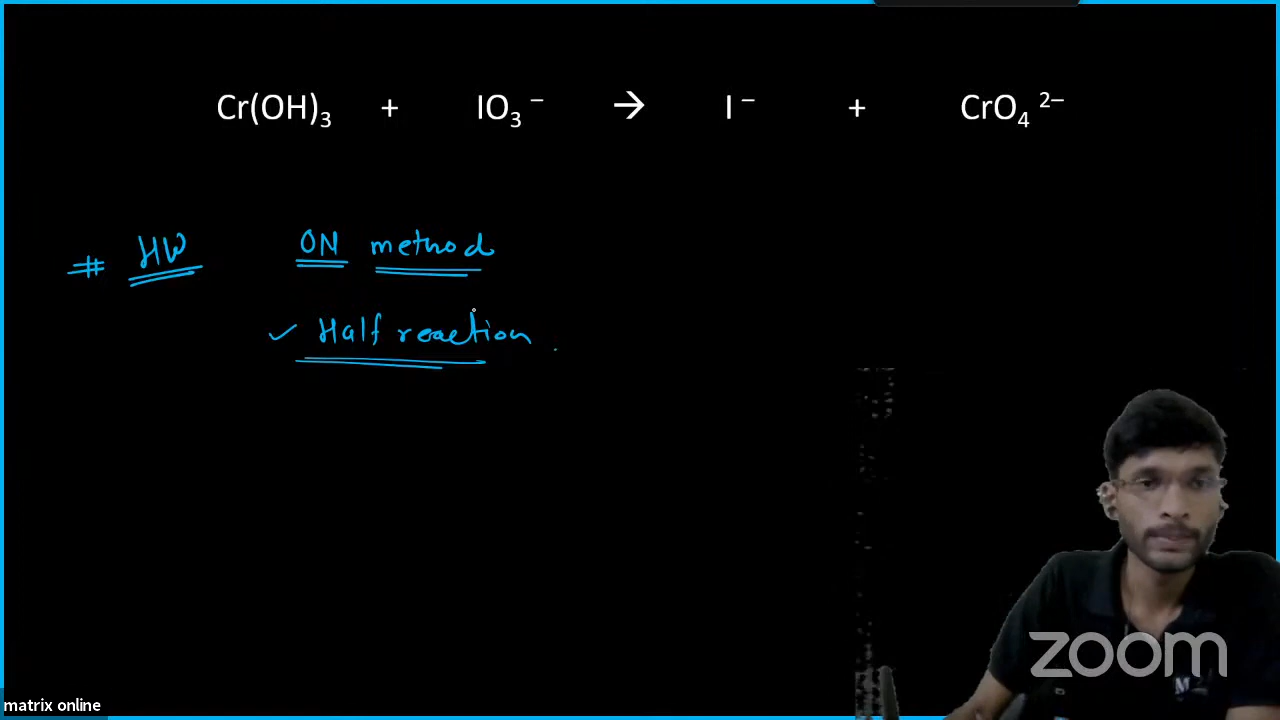 Cr(OH)₃ + IO₃⁻ → I⁻ + CrO₄²⁻
# HW ON method
✓ Half reaction.
zoom
M
matrix online